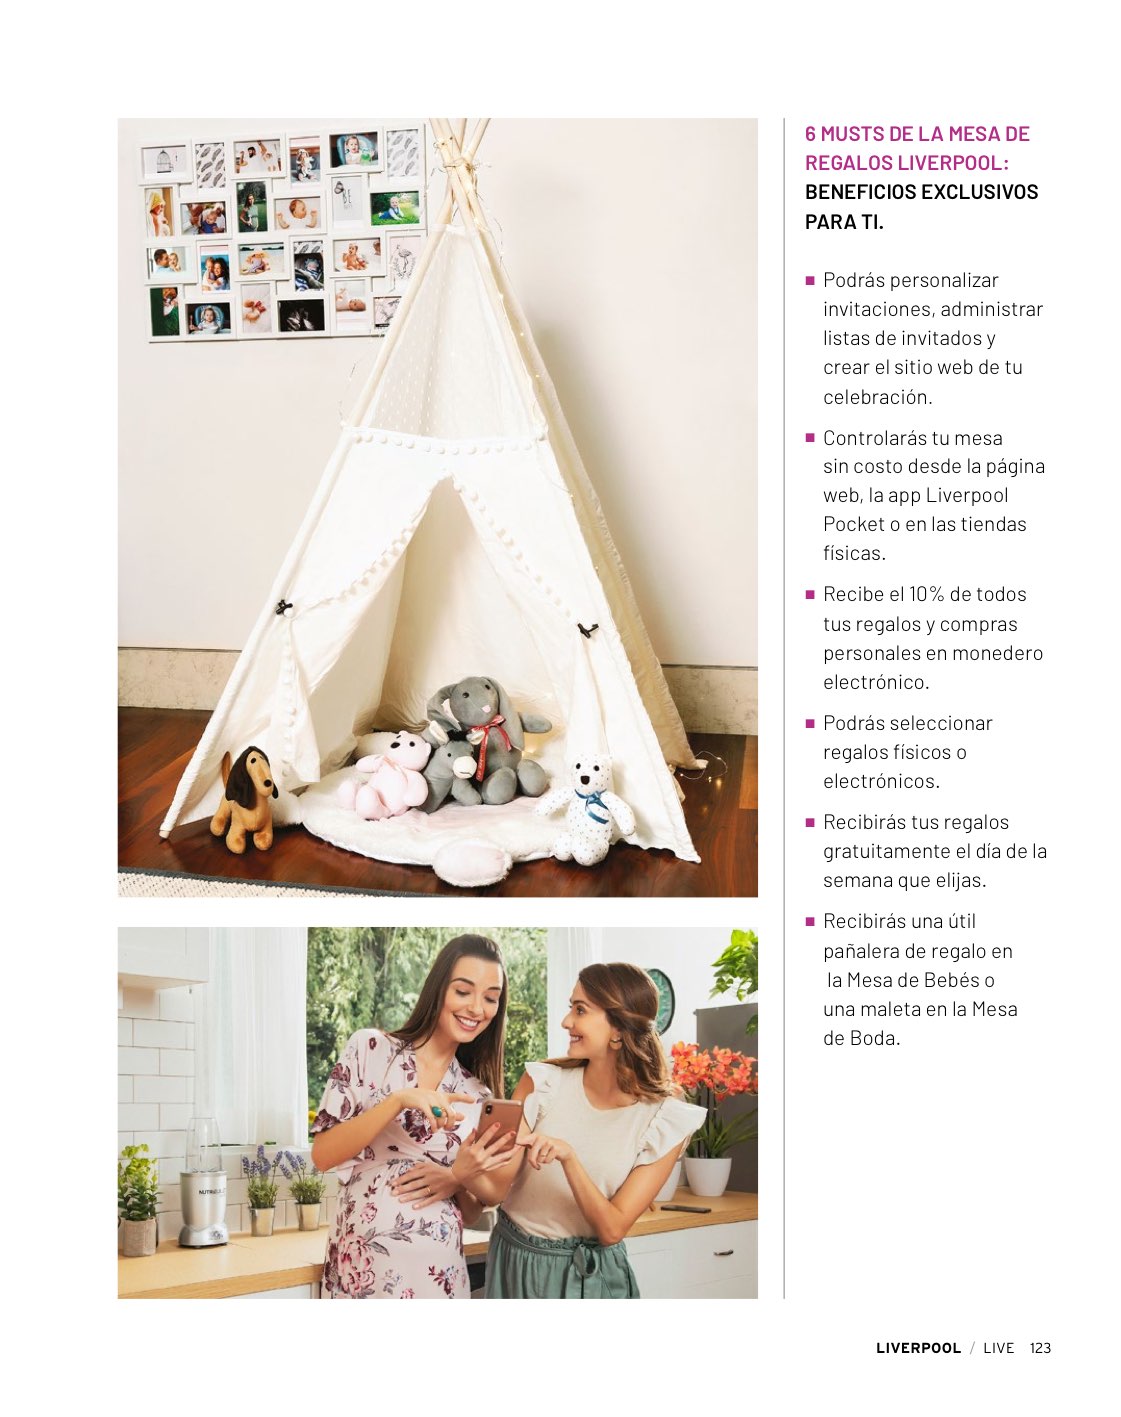 6 MUSTS DE LA MESA DE
REGALOS LIVERPOOL:
BENEFICIOS EXCLUSIVOS
PARA TI.
Podrás personalizar
invitaciones, administrar
listas de invitados y
crear el sitio web de tu
celebración.
Controlarás tu mesa
sin costo desde la página
web, la app Liverpool
Pocket o en las tiendas
físicas.
Recibe el 10% de todos
tus regalos y compras
personales en monedero
electrónico.
Podrás seleccionar
regalos físicos o
electrónicos.
Recibirás tus regalos
gratuitamente el día de la
semana que elijas.
Recibirás una útil
pañalera de regalo en
la Mesa de Bebés o
una maleta en la Mesa
de Boda.
LIVERPOOL / LIVE 123